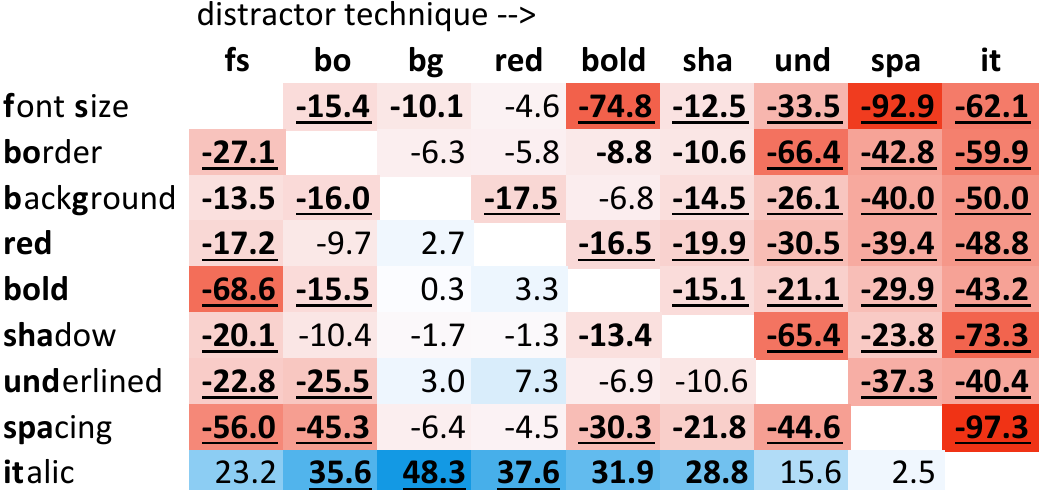 distractor technique -->
fs bo bg red bold sha und spa it
font size -15.4 -10.1 -4.6 -74.8 -12.5 -33.5 -92.9 -62.1
border -27.1 -6.3 -5.8 -8.8 -10.6 -66.4 -42.8 -59.9
background -13.5 -16.0 -17.5 -6.8 -14.5 -26.1 -40.0 -50.0
red -17.2 -9.7 2.7 -16.5 -19.9 -30.5 -39.4 -48.8
bold -68.6 -15.5 0.3 3.3 -15.1 -21.1 -29.9 -43.2
shadow -20.1 -10.4 -1.7 -1.3 -13.4 -65.4 -23.8 -73.3
underlined -22.8 -25.5 3.0 7.3 -6.9 -10.6 -37.3 -40.4
spacing -56.0 -45.3 -6.4 -4.5 -30.3 -21.8 -44.6 -97.3
italic 23.2 35.6 48.3 37.6 31.9 28.8 15.6 2.5